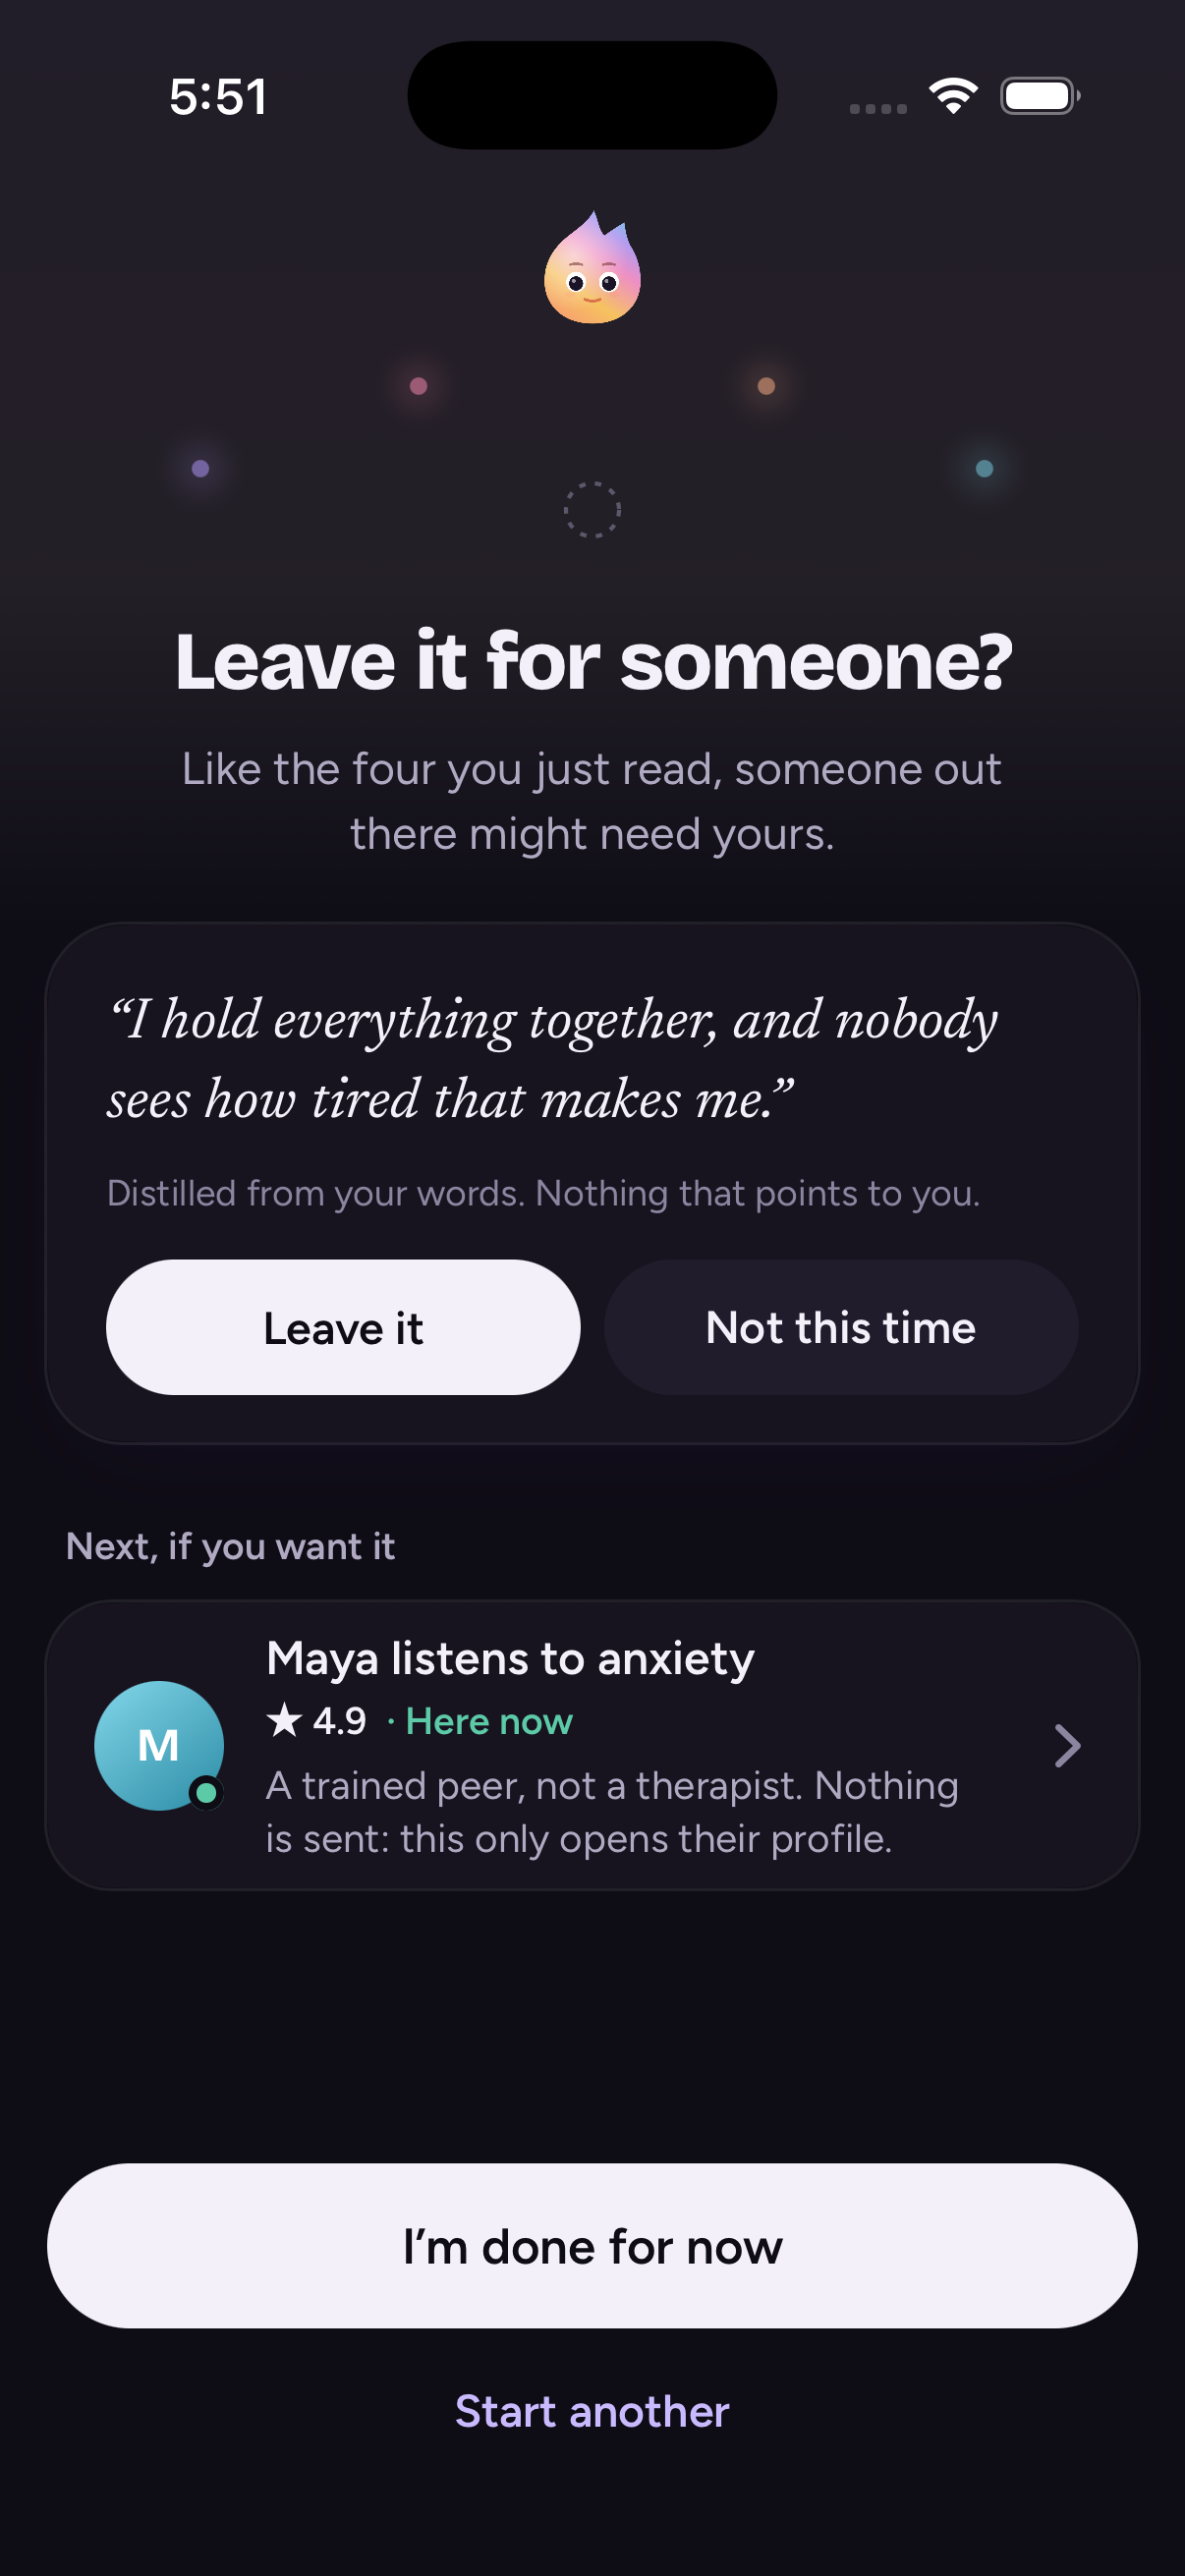 5:51
Leave it for someone?
Like the four you just read, someone out
there might need yours.
“I hold everything together, and nobody
sees how tired that makes me.”
Distilled from your words. Nothing that points to you.
Leave it
Not this time
Next, if you want it
M
Maya listens to anxiety
★ 4.9 · Here now
A trained peer, not a therapist. Nothing
is sent: this only opens their profile.
I’m done for now
Start another